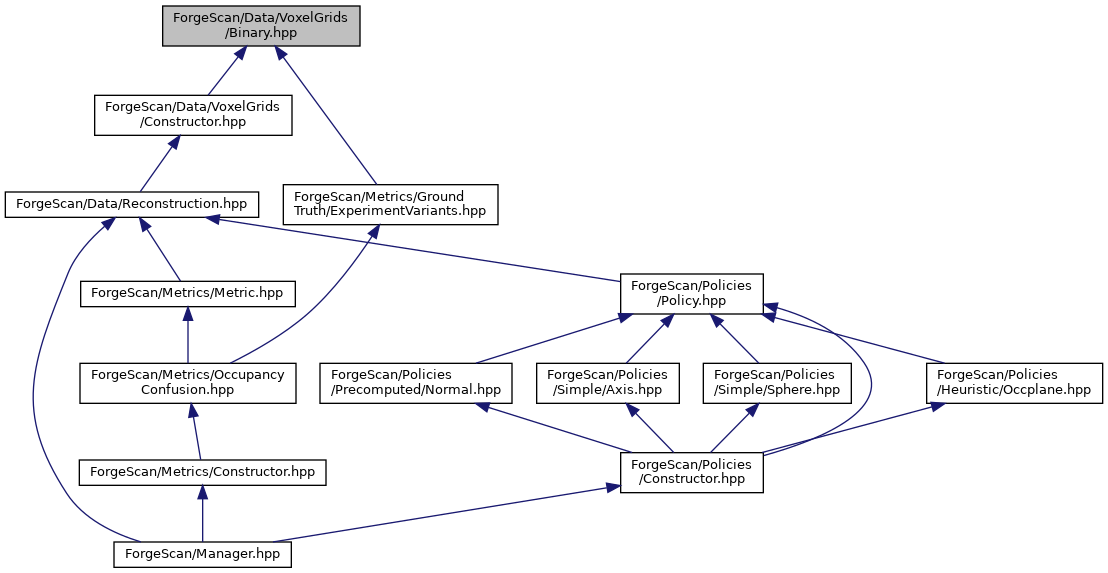 ForgeScan/Data/VoxelGrids
/Binary.hpp
ForgeScan/Data/VoxelGrids
/Constructor.hpp
ForgeScan/Data/Reconstruction.hpp
ForgeScan/Metrics/Ground
Truth/ExperimentVariants.hpp
ForgeScan/Metrics/Metric.hpp
ForgeScan/Policies
/Policy.hpp
ForgeScan/Metrics/Occupancy
Confusion.hpp
ForgeScan/Policies
/Precomputed/Normal.hpp
ForgeScan/Policies
/Simple/Axis.hpp
ForgeScan/Policies
/Simple/Sphere.hpp
ForgeScan/Policies
/Heuristic/Occplane.hpp
ForgeScan/Metrics/Constructor.hpp
ForgeScan/Policies
/Constructor.hpp
ForgeScan/Manager.hpp